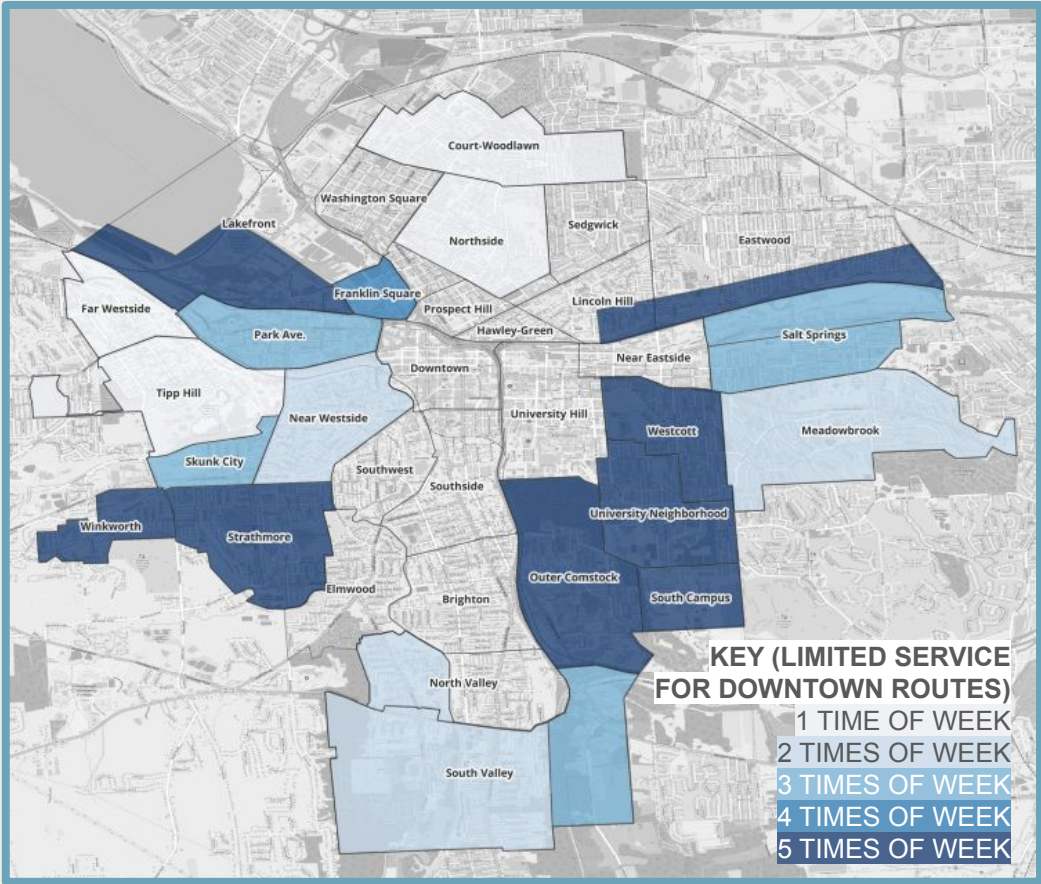 Court-Woodlawn
Washington Square
Lakefront
Sedgwick
Northside
Eastwood
Franklin Square
Far Westside
Prospect Hill
Lincoln Hill
Park Ave.
Hawley-Green
Salt Springs
Near Eastside
Downtown
Tipp Hill
University Hill
Near Westside
Westcott
Meadowbrook
Skunk City
Southwest
Southside
University Neighborhood
Winkworth
Strathmore
Outer Comstock
Elmwood
Brighton
South Campus
North Valley
South Valley
KEY (LIMITED SERVICE
FOR DOWNTOWN ROUTES)
1 TIME OF WEEK
2 TIMES OF WEEK
3 TIMES OF WEEK
4 TIMES OF WEEK
5 TIMES OF WEEK